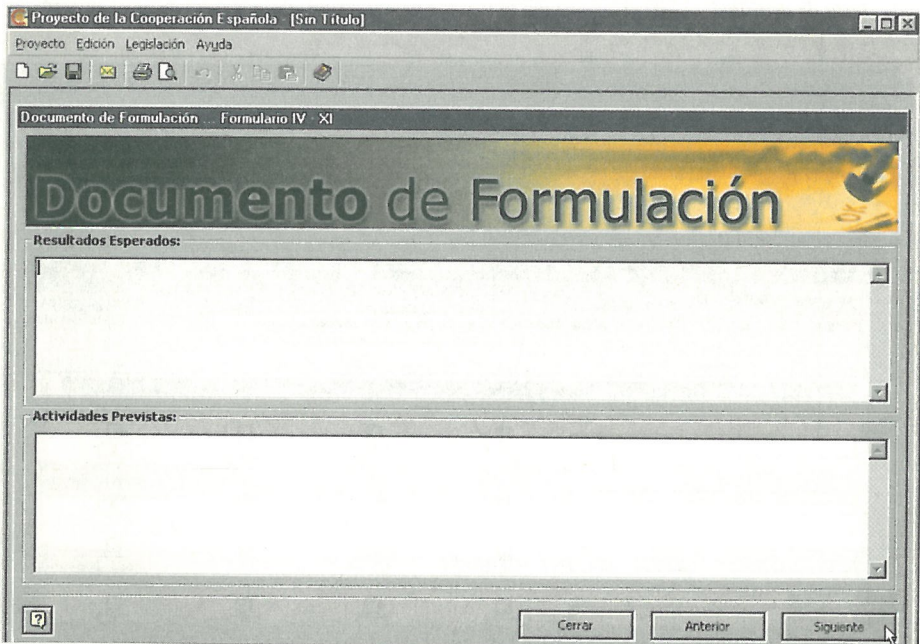 Proyecto de la Cooperación Española - [Sin Título]
Proyecto Edición Legislación Ayuda
Documento de Formulación ... Formulario IV - XI
Documento de Formulación
OK
Resultados Esperados:
Actividades Previstas:
Cerrar Anterior Siguiente